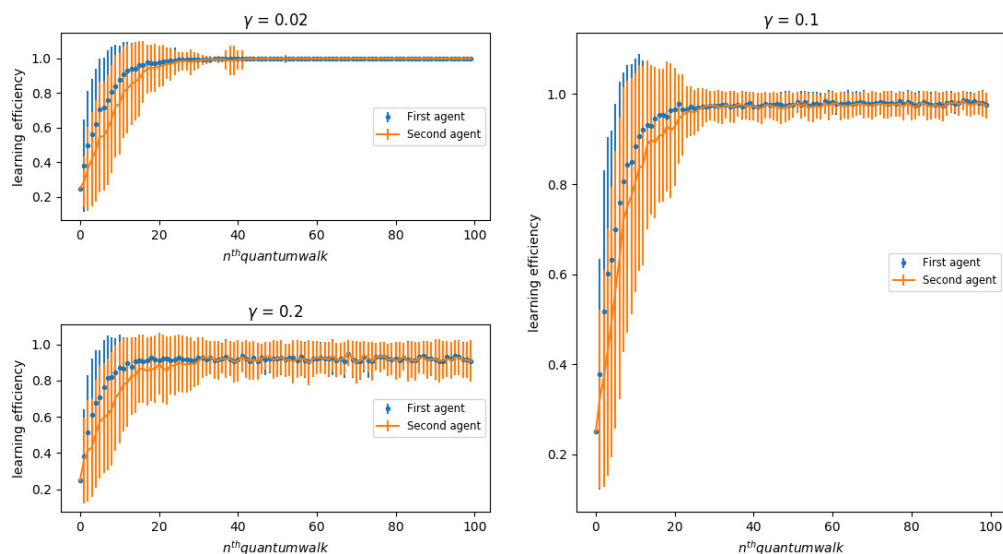 γ = 0.02
1.0
0.8
0.6
0.4
0.2
learning efficiency
First agent
Second agent
0 20 40 60 80 100
n^th quantumwalk
γ = 0.2
1.0
0.8
0.6
0.4
0.2
learning efficiency
First agent
Second agent
0 20 40 60 80 100
n^th quantumwalk
γ = 0.1
1.0
0.8
0.6
0.4
0.2
learning efficiency
First agent
Second agent
0 20 40 60 80 100
n^th quantumwalk